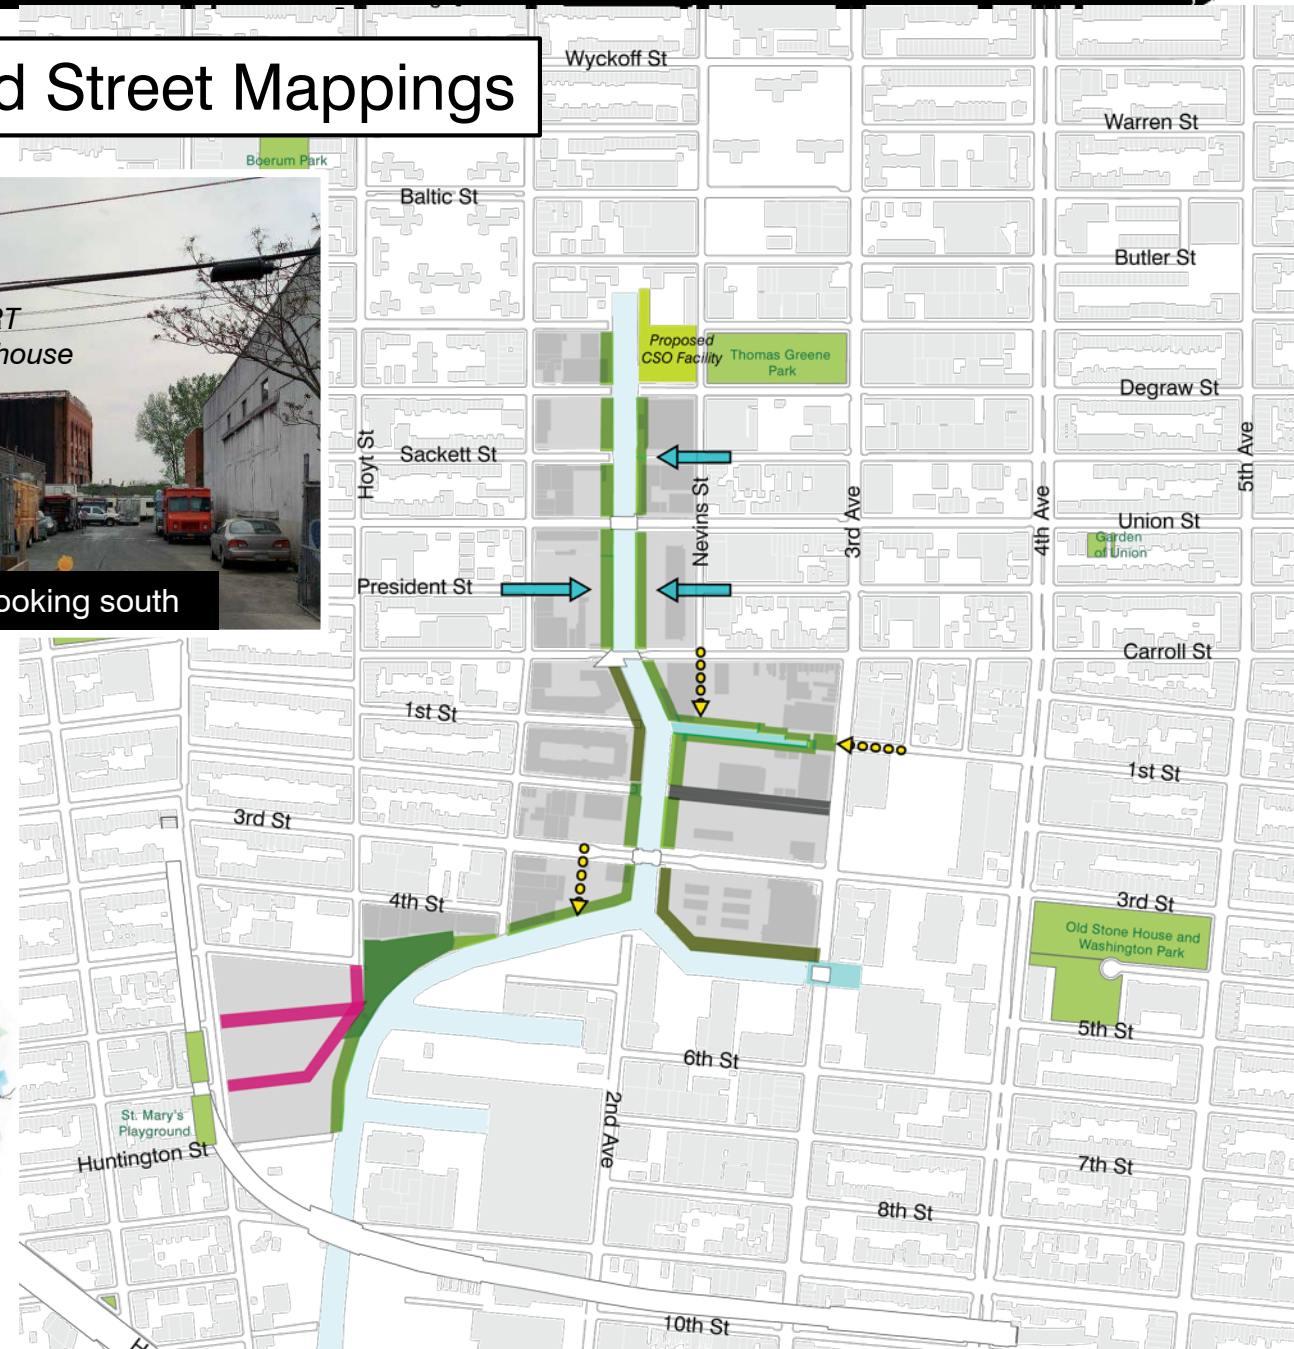 Wyckoff St
d Street Mappings
Warren St
Boerum Park
Baltic St
Butler St
RT
house
Proposed
CSO Facility
Thomas Greene
Park
Degraw St
Hoyt St
Sackett St
Nevins St
3rd Ave
4th Ave
5th Ave
Union St
Garden
of Union
President St
ooking south
Carroll St
1st St
1st St
3rd St
4th St
3rd St
Old Stone House and
Washington Park
5th St
6th St
2nd Ave
St. Mary's
Playground
Huntington St
7th St
8th St
10th St
H